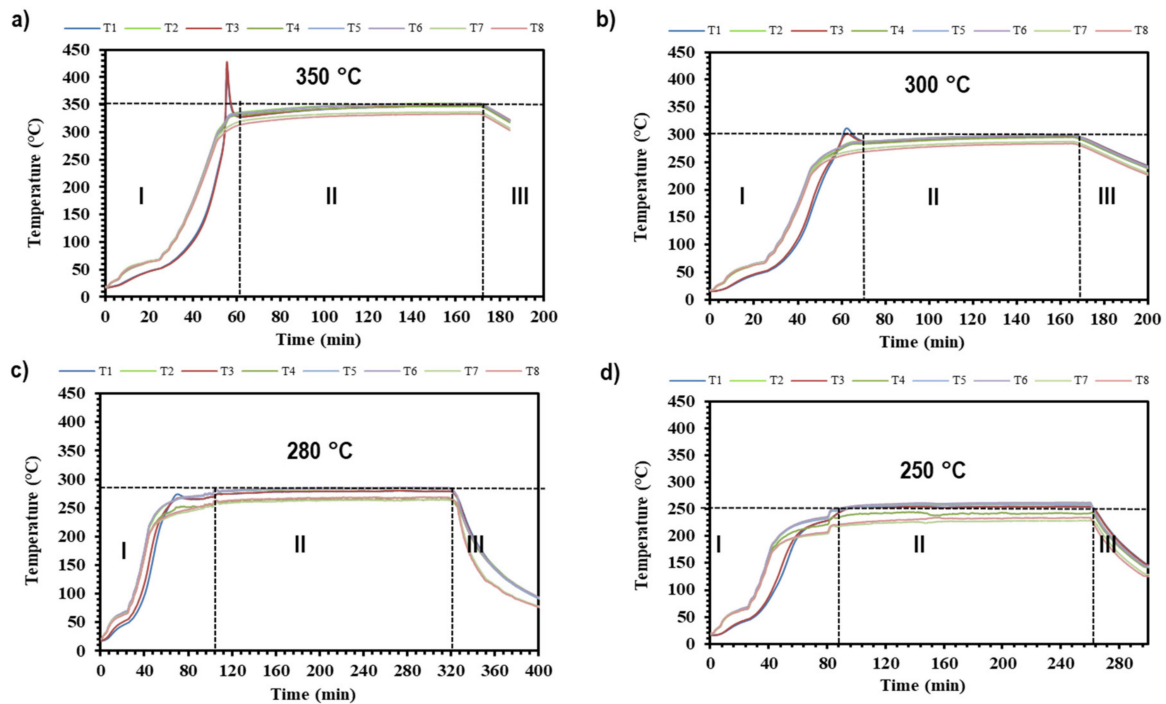 a)
T1 T2 T3 T4 T5 T6 T7 T8
350 °C
Temperature (°C)
450
400
350
300
250
200
150
100
50
0
I II III
0 20 40 60 80 100 120 140 160 180 200
Time (min)
b)
T1 T2 T3 T4 T5 T6 T7 T8
300 °C
Temperature (°C)
450
400
350
300
250
200
150
100
50
0
I II III
0 20 40 60 80 100 120 140 160 180 200
Time (min)
c)
T1 T2 T3 T4 T5 T6 T7 T8
280 °C
Temperature (°C)
450
400
350
300
250
200
150
100
50
0
I II III
0 40 80 120 160 200 240 280 320 360 400
Time (min)
d)
T1 T2 T3 T4 T5 T6 T7 T8
250 °C
Temperature (°C)
450
400
350
300
250
200
150
100
50
0
I II III
0 40 80 120 160 200 240 280
Time (min)